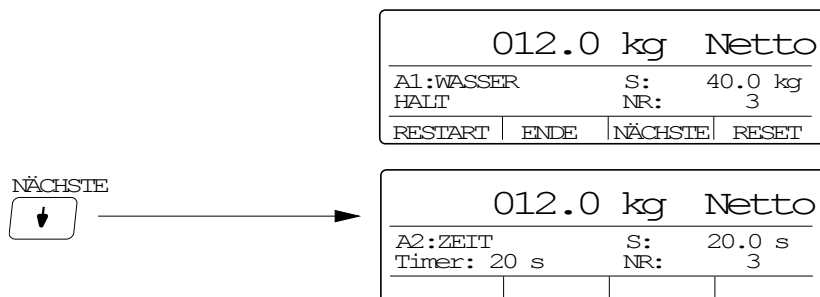 012.0 kg Netto
A1:WASSER S: 40.0 kg
HALT NR: 3
RESTART ENDE NÄCHSTE RESET
NÄCHSTE
012.0 kg Netto
A2:ZEIT S: 20.0 s
Timer: 20 s NR: 3